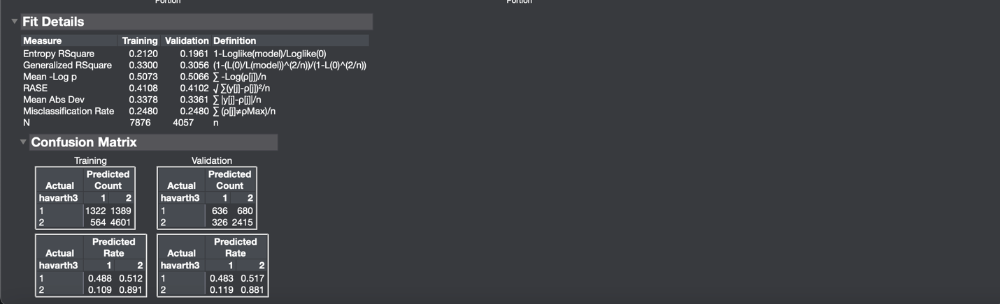 Portion Portion
Fit Details
Measure Training Validation Definition
Entropy RSquare 0.2120 0.1961 1-Loglike(model)/Loglike(0)
Generalized RSquare 0.3300 0.3056 (1-(L(0)/L(model))^(2/n))/(1-L(0)^(2/n))
Mean -Log p 0.5073 0.5066 ∑ -Log(ρ[j])/n
RASE 0.4108 0.4102 √ ∑(y[j]-ρ[j])²/n
Mean Abs Dev 0.3378 0.3361 ∑ |y[j]-ρ[j]|/n
Misclassification Rate 0.2480 0.2480 ∑ (ρ[j]≠ρMax)/n
N 7876 4057 n
Confusion Matrix
Training Validation
Predicted Predicted
Actual Count Actual Count
havarth3 1 2 havarth3 1 2
1 1322 1389 1 636 680
2 564 4601 2 326 2415
Predicted Predicted
Actual Rate Actual Rate
havarth3 1 2 havarth3 1 2
1 0.488 0.512 1 0.483 0.517
2 0.109 0.891 2 0.119 0.881